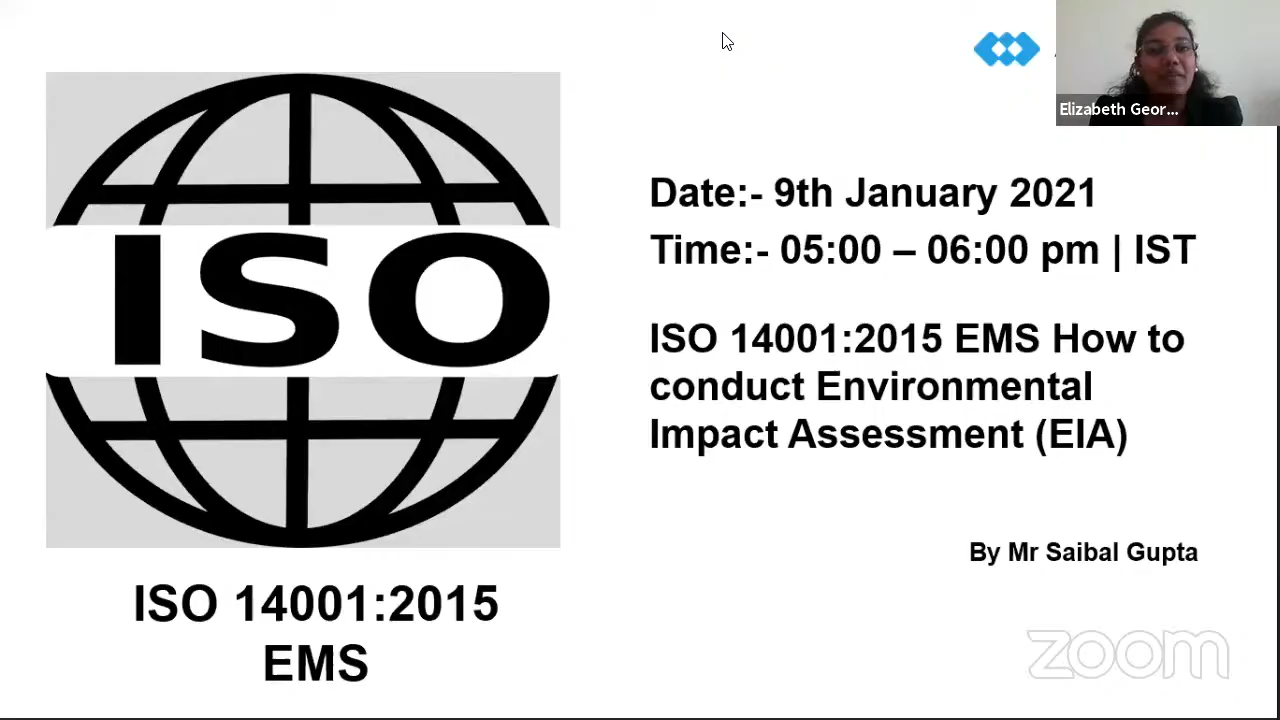 Elizabeth Geor...
Date:- 9th January 2021
Time:- 05:00 – 06:00 pm | IST
ISO
ISO 14001:2015 EMS How to
conduct Environmental
Impact Assessment (EIA)
By Mr Saibal Gupta
ISO 14001:2015
EMS
zoom